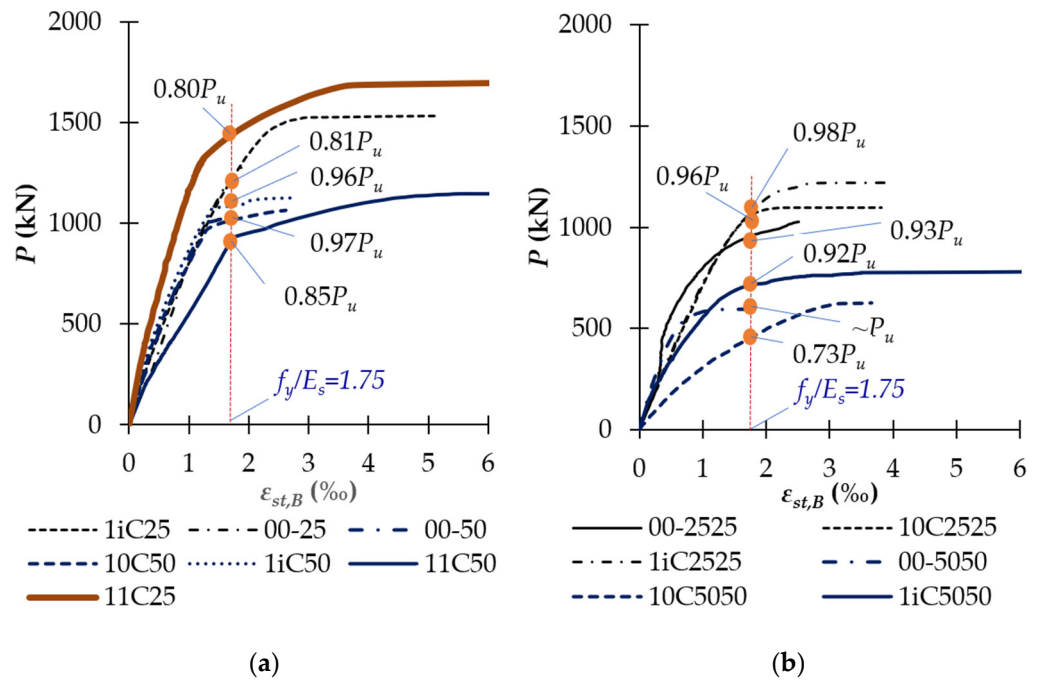 2000
1500
1000
500
0
P (kN)
0.80Pu
0.81Pu
0.96Pu
0.97Pu
0.85Pu
fy/Es=1.75
0 1 2 3 4 5 6
εst,B (‰)
1iC25 00-25 00-50
10C50 1iC50 11C50
11C25
(a)
2000
1500
1000
500
0
P (kN)
0.98Pu
0.96Pu
0.93Pu
0.92Pu
~Pu
0.73Pu
fy/Es=1.75
0 1 2 3 4 5 6
εst,B (‰)
00-2525 10C2525
1iC2525 00-5050
10C5050 1iC5050
(b)